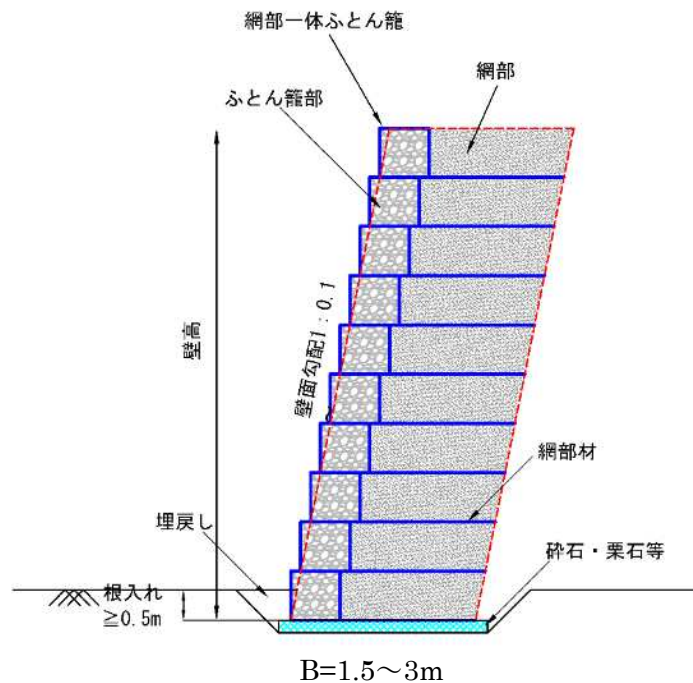 網部一体ふとん籠
網部
ふとん籠部
壁高
壁面勾配1：0.1
網部材
埋戻し
砕石・栗石等
根入れ
≧0.5m
B=1.5～3m